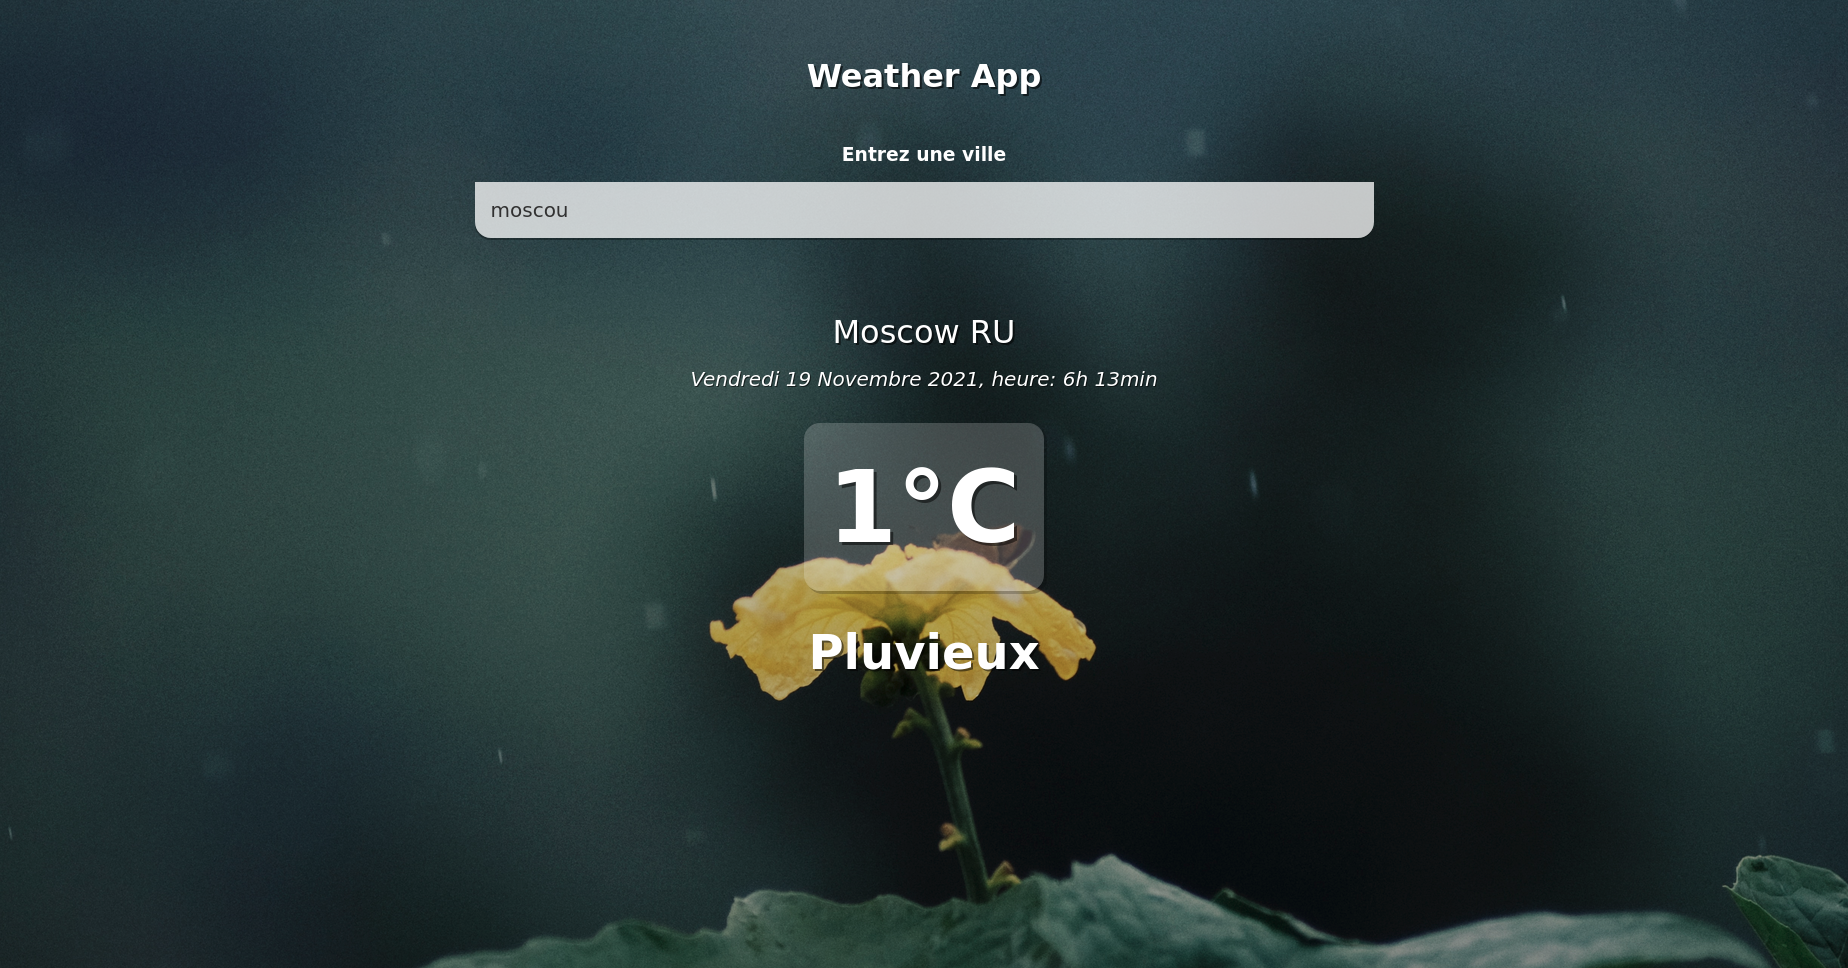 Weather App
Entrez une ville
moscou
Moscow RU
Vendredi 19 Novembre 2021, heure: 6h 13min
1°C
Pluvieux